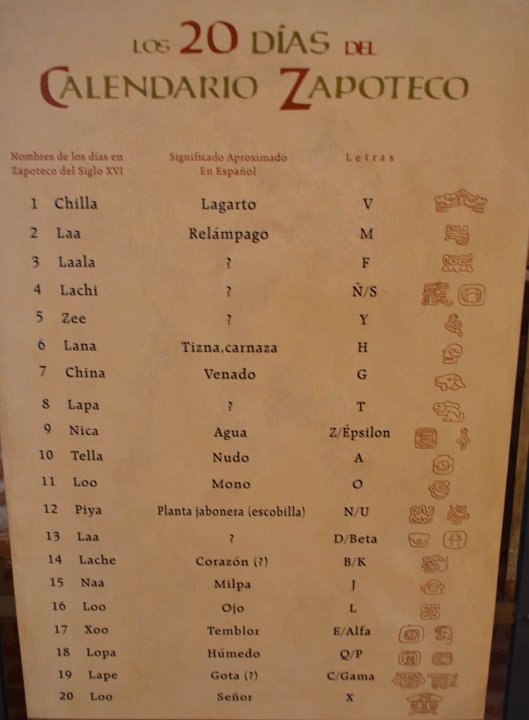 LOS 20 DÍAS DEL
CALENDARIO ZAPOTECO
Nombres de los días en Zapoteco del Siglo XVI
Significado Aproximado En Español
Letras
1 Chilla Lagarto V
2 Laa Relámpago M
3 Laala ? F
4 Lachi ? Ñ/S
5 Zee ? Y
6 Lana Tizna,carnaza H
7 China Venado G
8 Lapa ? T
9 Nica Agua Z/Épsilon
10 Tella Nudo A
11 Loo Mono O
12 Piya Planta jabonera (escobilla) N/U
13 Laa ? D/Beta
14 Lache Corazón (?) B/K
15 Naa Milpa J
16 Loo Ojo L
17 Xoo Temblor E/Alfa
18 Lopa Húmedo Q/P
19 Lape Gota (?) C/Gama
20 Loo Señor X